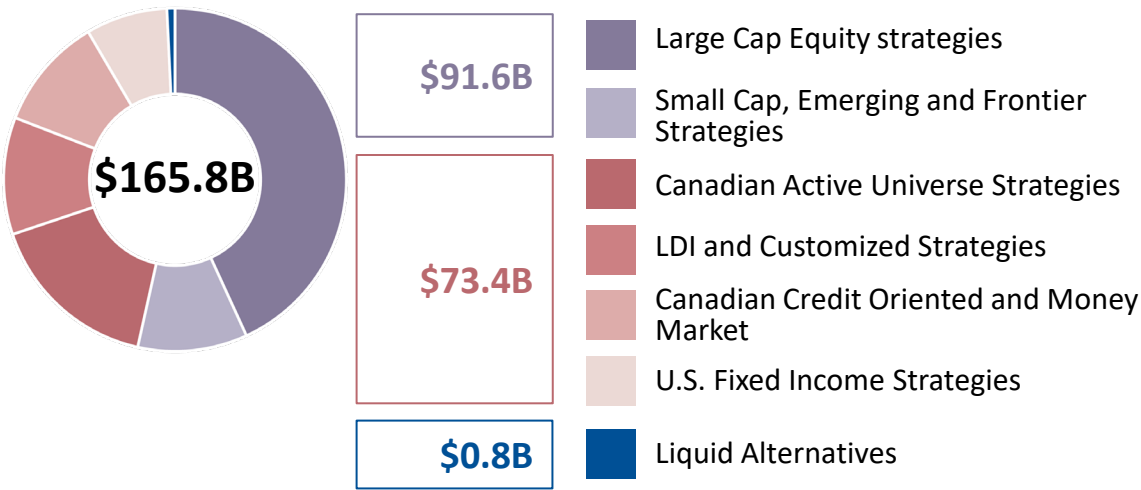 $165.8B
$91.6B
$73.4B
$0.8B
Large Cap Equity strategies
Small Cap, Emerging and Frontier
Strategies
Canadian Active Universe Strategies
LDI and Customized Strategies
Canadian Credit Oriented and Money
Market
U.S. Fixed Income Strategies
Liquid Alternatives